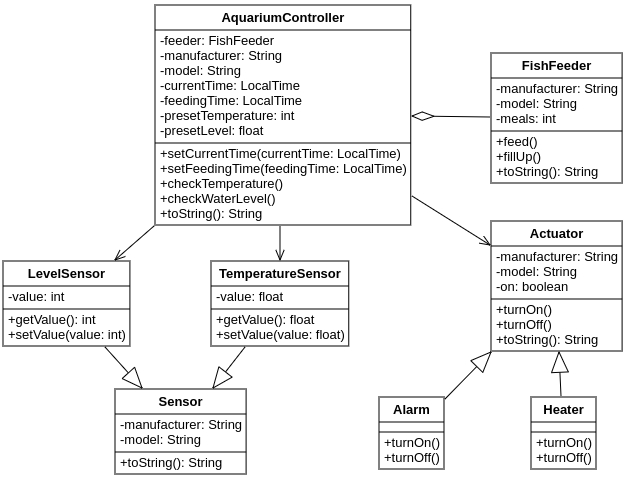 AquariumController
-feeder: FishFeeder
-manufacturer: String
-model: String
-currentTime: LocalTime
-feedingTime: LocalTime
-presetTemperature: int
-presetLevel: float
+setCurrentTime(currentTime: LocalTime)
+setFeedingTime(feedingTime: LocalTime)
+checkTemperature()
+checkWaterLevel()
+toString(): String
FishFeeder
-manufacturer: String
-model: String
-meals: int
+feed()
+fillUp()
+toString(): String
LevelSensor
-value: int
+getValue(): int
+setValue(value: int)
TemperatureSensor
-value: float
+getValue(): float
+setValue(value: float)
Actuator
-manufacturer: String
-model: String
-on: boolean
+turnOn()
+turnOff()
+toString(): String
Sensor
-manufacturer: String
-model: String
+toString(): String
Alarm
+turnOn()
+turnOff()
Heater
+turnOn()
+turnOff()